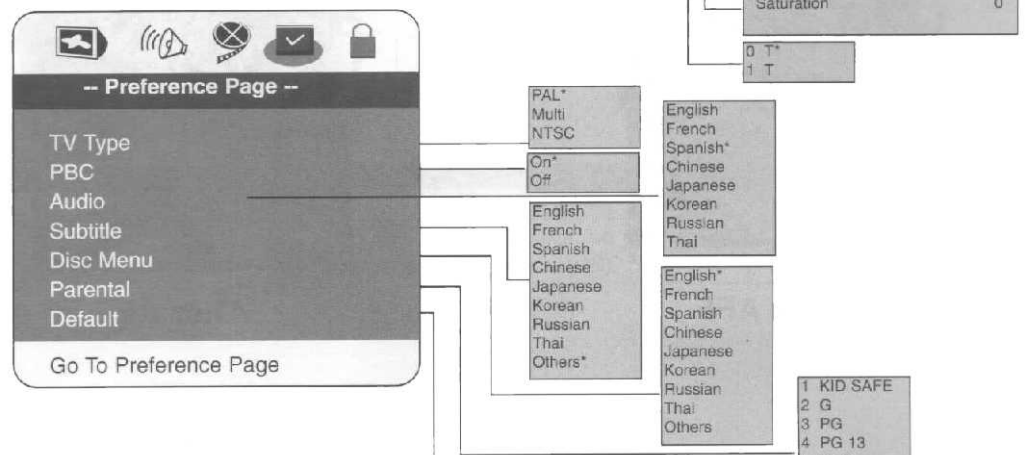 Saturation 0
0 T*
1 T
-- Preference Page --
TV Type
PBC
Audio
Subtitle
Disc Menu
Parental
Default
Go To Preference Page
PAL*
Multi
NTSC
On*
Off
English
French
Spanish*
Chinese
Japanese
Korean
Russian
Thai
English
French
Spanish
Chinese
Japanese
Korean
Russian
Thai
Others*
English*
French
Spanish
Chinese
Japanese
Korean
Russian
Thai
Others
1 KID SAFE
2 G
3 PG
4 PG 13